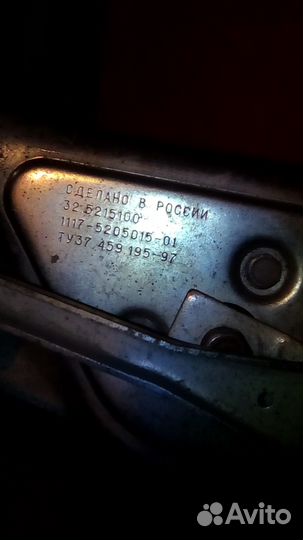 СДЕЛАНО В РОССИИ
32.5215100
1117-5205015-01
ТУ37 459 195-97
Avito